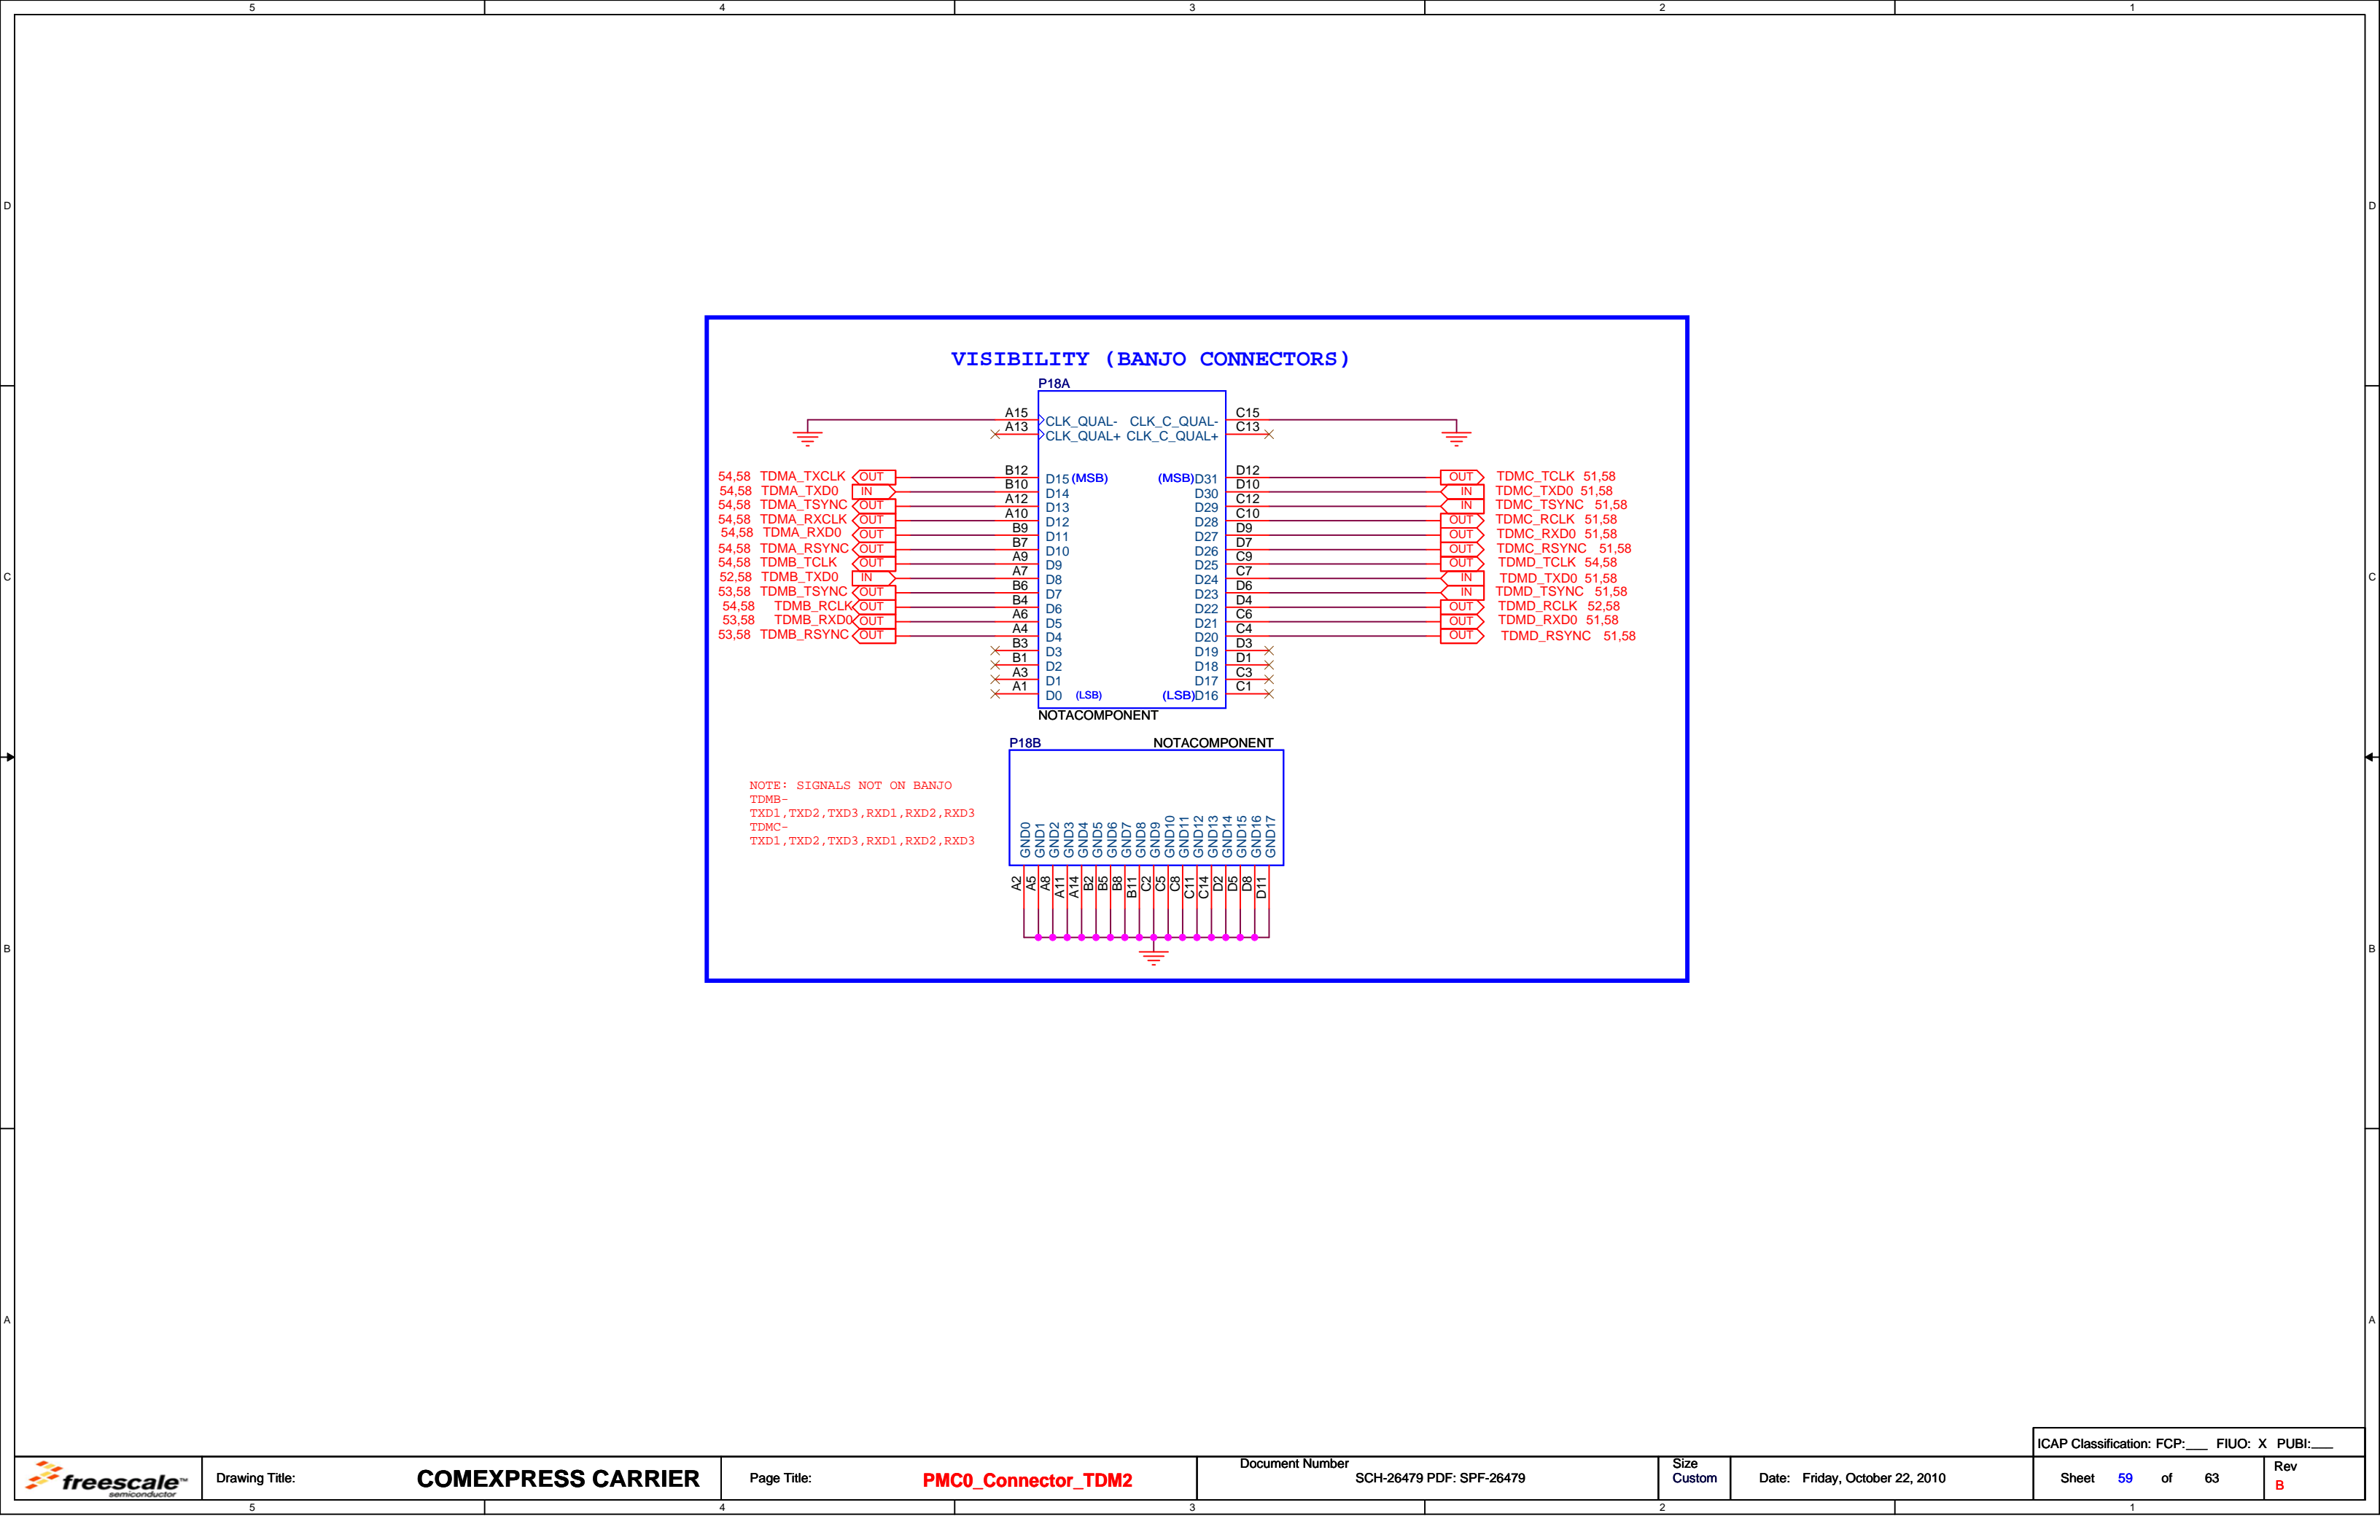 5 4 3 2 1
D D
C C
B B
A A
VISIBILITY (BANJO CONNECTORS)
P18A
A15 CLK_QUAL- CLK_C_QUAL- C15
A13 CLK_QUAL+ CLK_C_QUAL+ C13
54,58 TDMA_TXCLK OUT B12 D15 (MSB) (MSB) D31 D12 OUT TDMC_TCLK 51,58
54,58 TDMA_TXD0 IN B10 D14 D30 D10 IN TDMC_TXD0 51,58
54,58 TDMA_TSYNC OUT A12 D13 D29 C12 IN TDMC_TSYNC 51,58
54,58 TDMA_RXCLK OUT A10 D12 D28 C10 OUT TDMC_RCLK 51,58
54,58 TDMA_RXD0 OUT B9 D11 D27 D9 OUT TDMC_RXD0 51,58
54,58 TDMA_RSYNC OUT B7 D10 D26 D7 OUT TDMC_RSYNC 51,58
54,58 TDMB_TCLK OUT A9 D9 D25 C9 OUT TDMD_TCLK 54,58
52,58 TDMB_TXD0 IN A7 D8 D24 C7 IN TDMD_TXD0 51,58
53,58 TDMB_TSYNC OUT B6 D7 D23 D6 IN TDMD_TSYNC 51,58
54,58 TDMB_RCLK OUT B4 D6 D22 D4 OUT TDMD_RCLK 52,58
53,58 TDMB_RXD0 OUT A6 D5 D21 C6 OUT TDMD_RXD0 51,58
53,58 TDMB_RSYNC OUT A4 D4 D20 C4 OUT TDMD_RSYNC 51,58
B3 D3 D19 D3
B1 D2 D18 D1
A3 D1 D17 C3
A1 D0 (LSB) (LSB) D16 C1
NOTACOMPONENT
P18B NOTACOMPONENT
NOTE: SIGNALS NOT ON BANJO
TDMB-
TXD1,TXD2,TXD3,RXD1,RXD2,RXD3
TDMC-
TXD1,TXD2,TXD3,RXD1,RXD2,RXD3
GND0 GND1 GND2 GND3 GND4 GND5 GND6 GND7 GND8 GND9 GND10 GND11 GND12 GND13 GND14 GND15 GND16 GND17
A2 A5 A8 A11 A14 B2 B5 B8 B11 C2 C5 C8 C11 C14 D2 D5 D8 D11
ICAP Classification: FCP:___ FIUO: X PUBI:___
freescale™
semiconductor
Drawing Title: COMEXPRESS CARRIER
Page Title: PMC0_Connector_TDM2
Document Number
SCH-26479 PDF: SPF-26479
Size
Custom
Date: Friday, October 22, 2010
Sheet 59 of 63
Rev
B
5 4 3 2 1